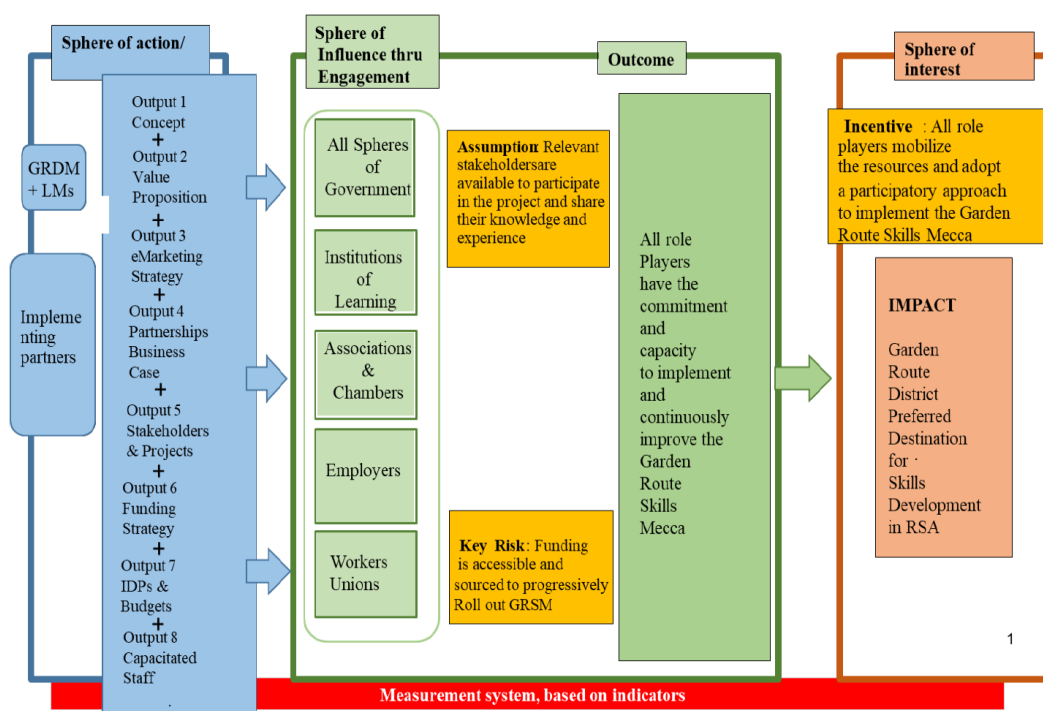 Sphere of action/
GRDM
+ LMs
Impleme
nting
partners
Output 1
Concept
+
Output 2
Value
Proposition
+
Output 3
eMarketing
Strategy
+
Output 4
Partnerships
Business
Case
+
Output 5
Stakeholders
& Projects
+
Output 6
Funding
Strategy
+
Output 7
IDPs &
Budgets
+
Output 8
Capacitated
Staff
.
Sphere of
Influence thru
Engagement
All Spheres
of
Government
Institutions
of
Learning
Associations
&
Chambers
Employers
Workers
Unions
Assumption: Relevant
stakeholdersare
available to participate
in the project and share
their knowledge and
experience
Key Risk: Funding
is accessible and
sourced to progressively
Roll out GRSM
Outcome
All role
Players
have the
commitment
and
capacity
to implement
and
continuously
improve the
Garden
Route
Skills
Mecca
Sphere of
interest
Incentive : All role
players mobilize
the resources and adopt
a participatory approach
to implement the Garden
Route Skills Mecca
IMPACT
Garden
Route
District
Preferred
Destination
for ·
Skills
Development
in RSA
1
Measurement system, based on indicators